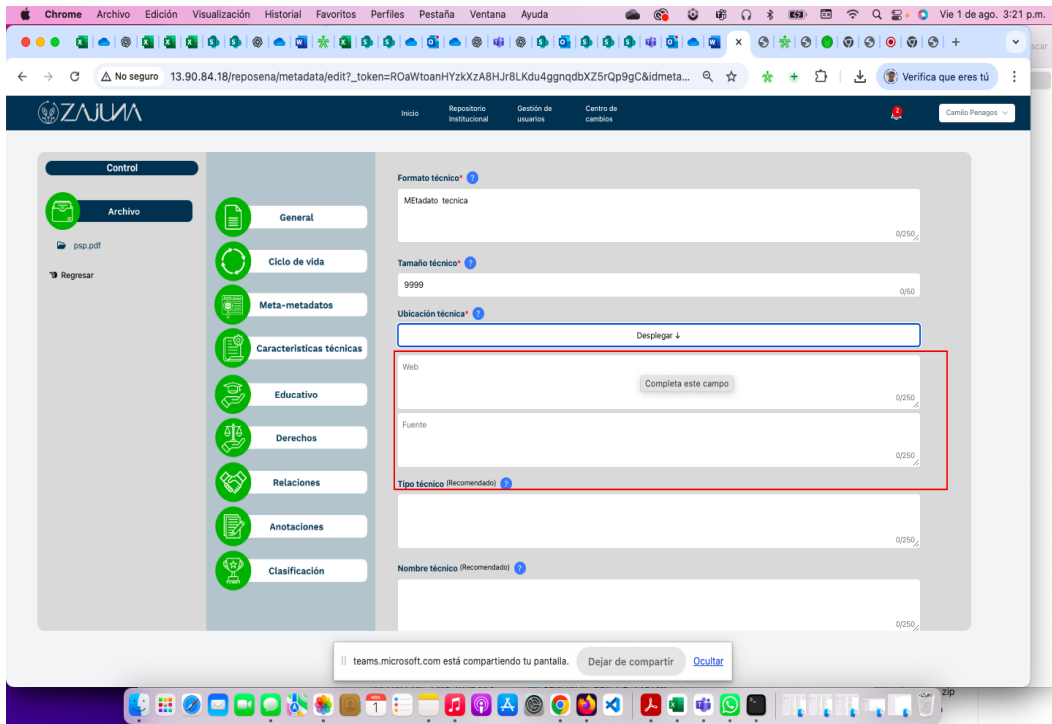 Chrome Archivo Edición Visualización Historial Favoritos Perfiles Pestaña Ventana Ayuda Vie 1 de ago. 3:21 p.m.
No seguro 13.90.84.18/reposena/metadata/edit?_token=ROaWtoanHYzkXzA8HJr8LKdu4ggnqdbXZ5rQp9gC&idmeta... Verifica que eres tú
ZAJUNA Inicio Repositorio Institucional Gestión de usuarios Centro de cambios 2 Camilo Penagos
Control
Archivo
psp.pdf
Regresar
General
Ciclo de vida
Meta-metadatos
Caracteristicas técnicas
Educativo
Derechos
Relaciones
Anotaciones
Clasificación
Formato técnico* ?
MEtadato tecnica
0/250
Tamaño técnico* ?
9999
0/50
Ubicación técnica* ?
Desplegar ↓
Web
Completa este campo
0/250
Fuente
0/250
Tipo técnico (Recomendado) ?
0/250
Nombre técnico (Recomendado) ?
0/250
teams.microsoft.com está compartiendo tu pantalla. Dejar de compartir Ocultar
zip